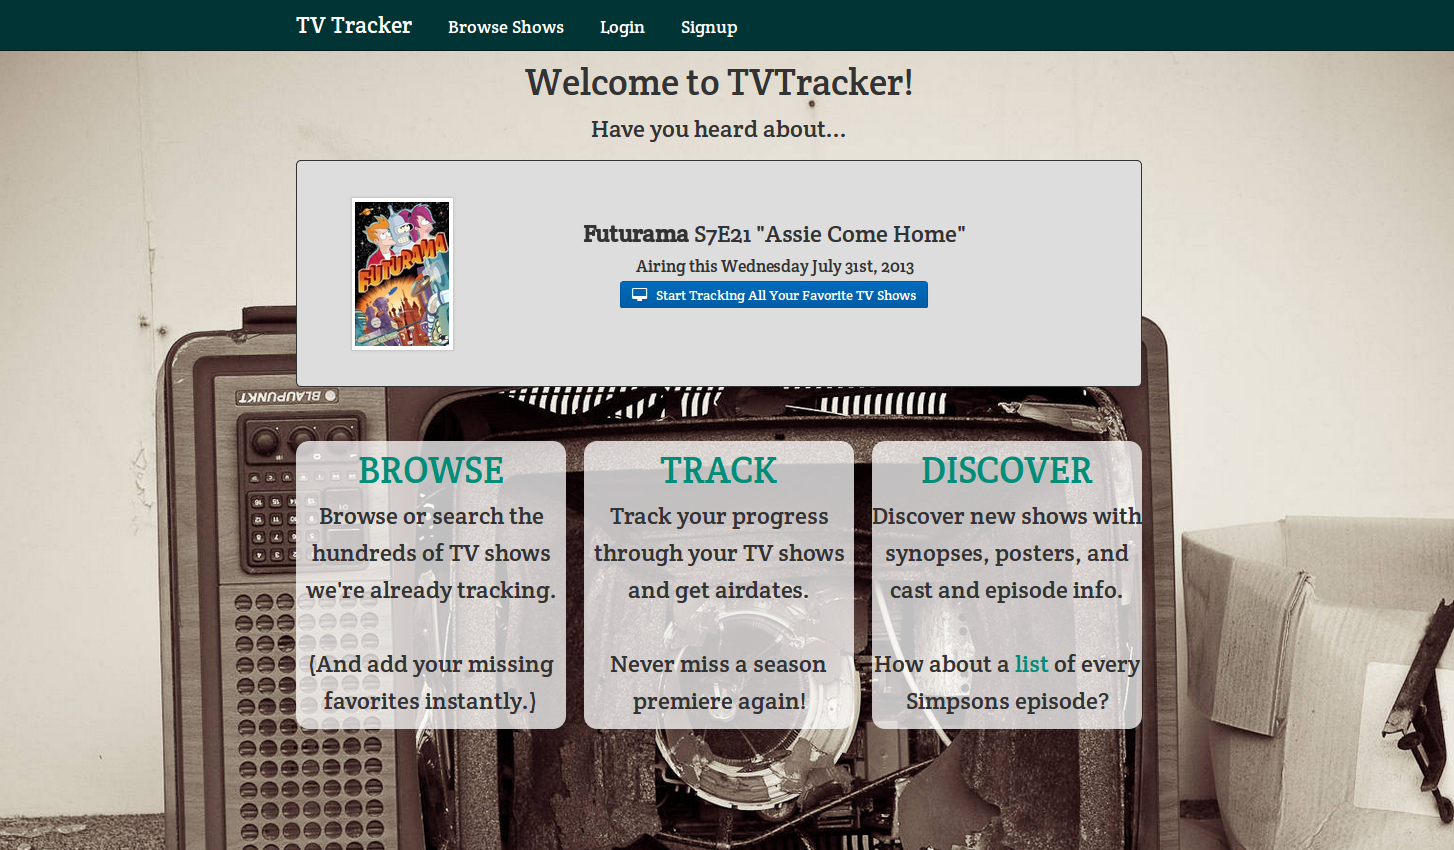 TV Tracker Browse Shows Login Signup
Welcome to TVTracker!
Have you heard about...
FUTURAMA
Futurama S7E21 "Assie Come Home"
Airing this Wednesday July 31st, 2013
Start Tracking All Your Favorite TV Shows
BLAUPUNKT
BROWSE
Browse or search the
hundreds of TV shows
we're already tracking.
(And add your missing
favorites instantly.)
TRACK
Track your progress
through your TV shows
and get airdates.
Never miss a season
premiere again!
DISCOVER
Discover new shows with
synopses, posters, and
cast and episode info.
How about a list of every
Simpsons episode?